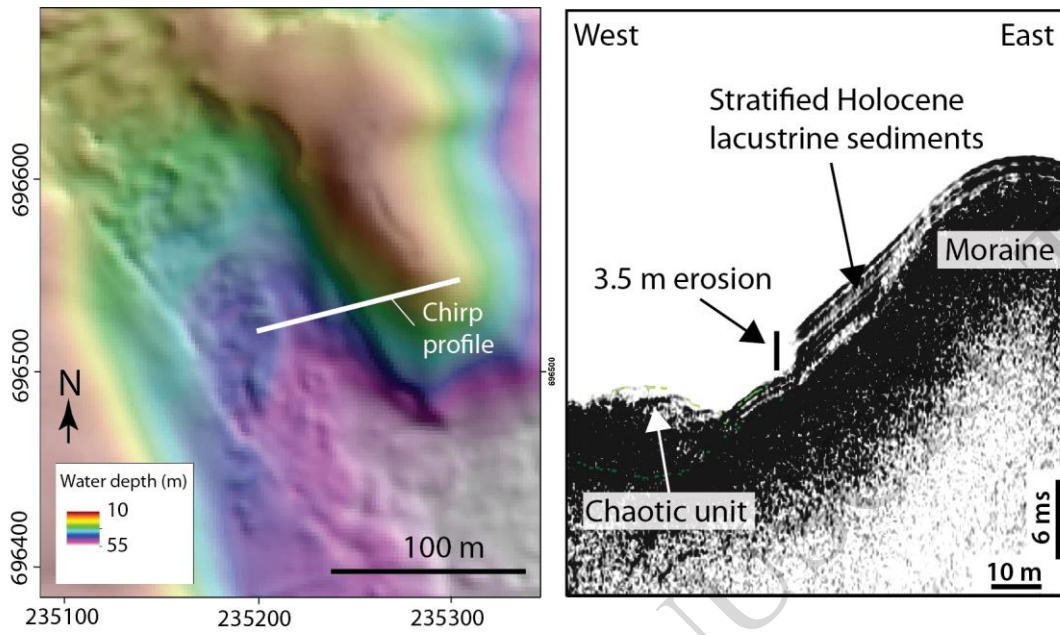 696600
696500
696400
235100
235200
235300
N
Water depth (m)
10
55
Chirp
profile
100 m
696500
West
East
Stratified Holocene
lacustrine sediments
Moraine
3.5 m erosion
Chaotic unit
6 ms
10 m